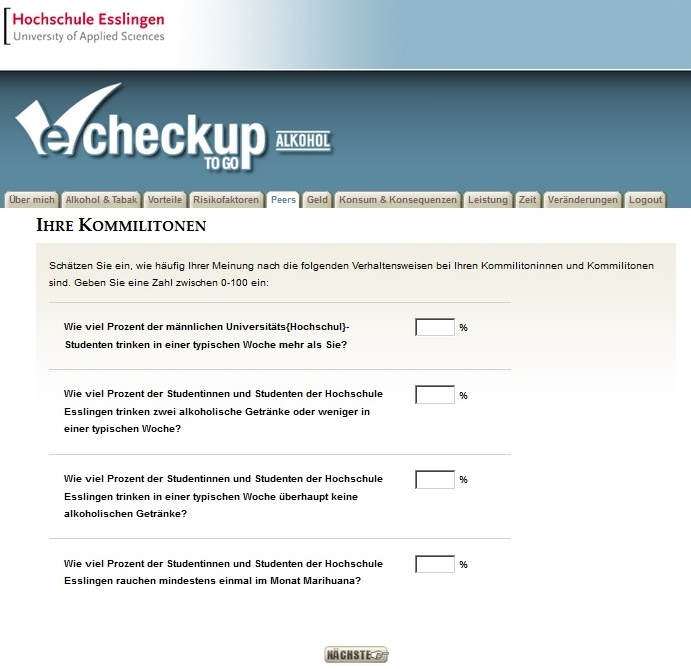 Hochschule Esslingen
University of Applied Sciences
echeckup
TO GO
ALKOHOL
Über mich Alkohol & Tabak Vorteile Risikofaktoren Peers Geld Konsum & Konsequenzen Leistung Zeit Veränderungen Logout
IHRE KOMMILITONEN
Schätzen Sie ein, wie häufig Ihrer Meinung nach die folgenden Verhaltensweisen bei Ihren Kommilitoninnen und Kommilitonen
sind. Geben Sie eine Zahl zwischen 0-100 ein:
Wie viel Prozent der männlichen Universitäts{Hochschul}-
Studenten trinken in einer typischen Woche mehr als Sie?
%
Wie viel Prozent der Studentinnen und Studenten der Hochschule
Esslingen trinken zwei alkoholische Getränke oder weniger in
einer typischen Woche?
%
Wie viel Prozent der Studentinnen und Studenten der Hochschule
Esslingen trinken in einer typischen Woche überhaupt keine
alkoholischen Getränke?
%
Wie viel Prozent der Studentinnen und Studenten der Hochschule
Esslingen rauchen mindestens einmal im Monat Marihuana?
%
NÄCHSTE